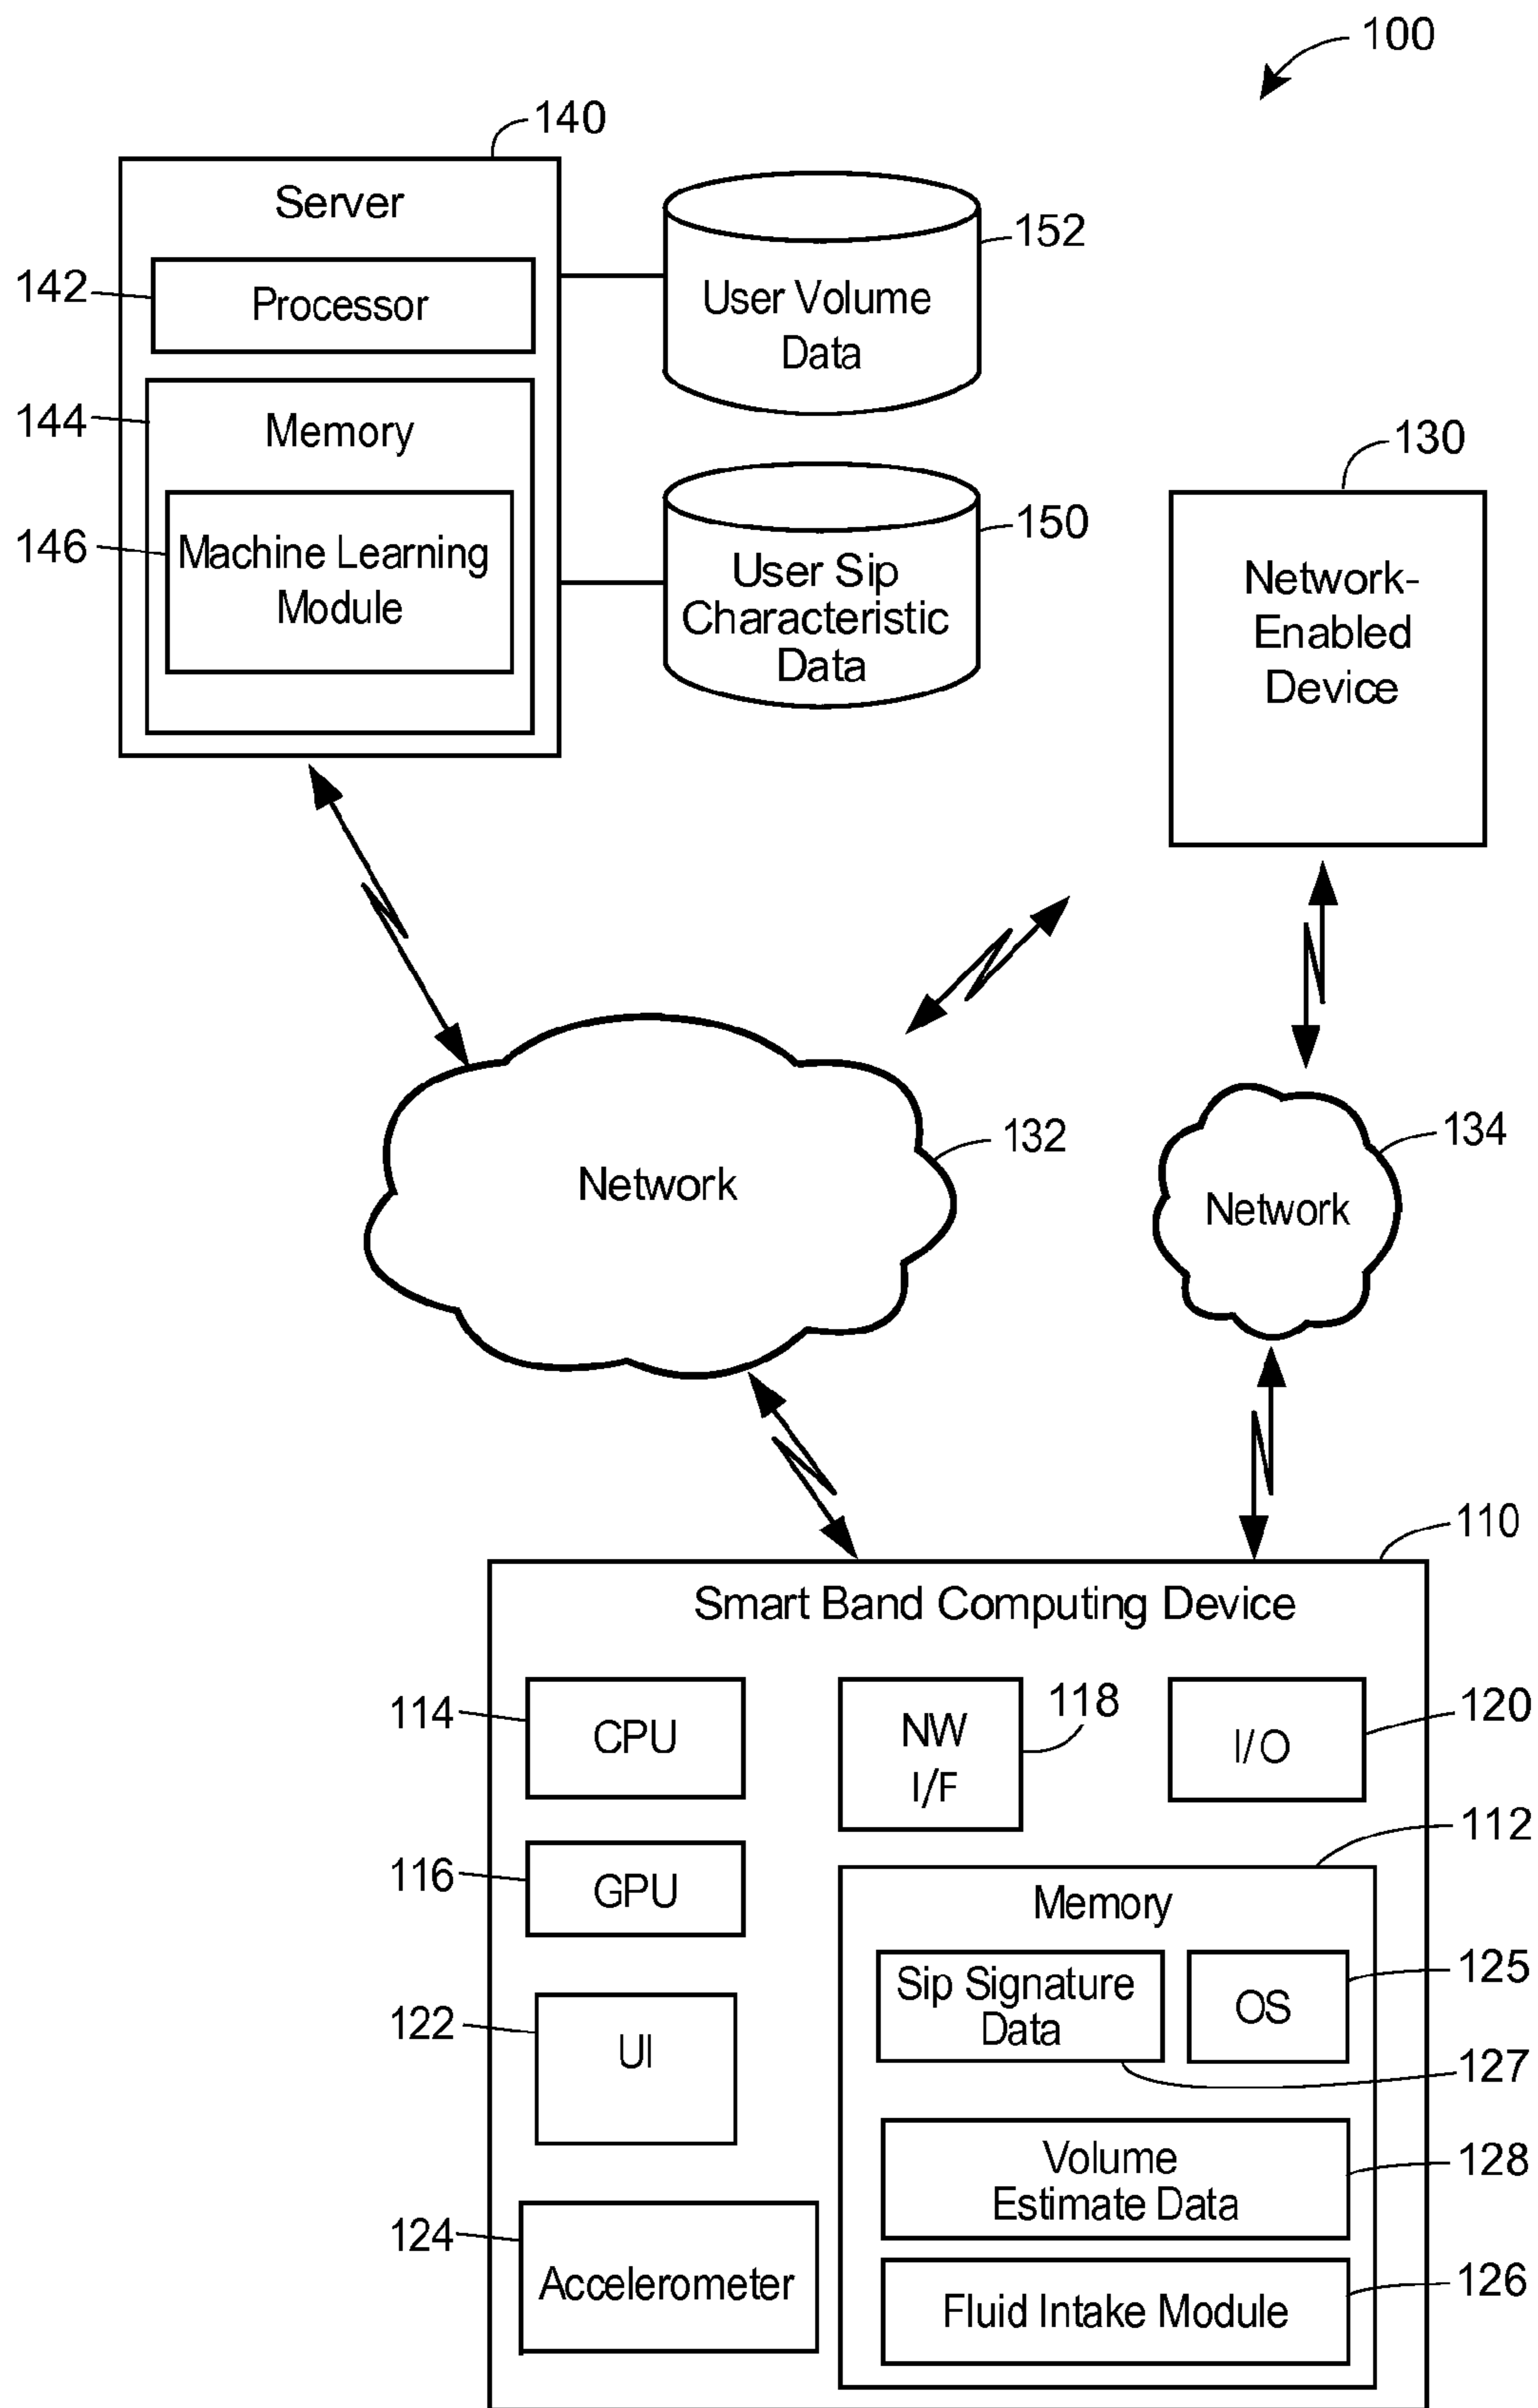 100
140
Server
142
Processor
144
Memory
146
Machine Learning
Module
152
User Volume
Data
150
User Sip
Characteristic
Data
130
Network-
Enabled
Device
132
Network
134
Network
110
Smart Band Computing Device
114
CPU
118
NW
I/F
120
I/O
116
GPU
112
Memory
Sip Signature
Data
125
OS
127
122
UI
Volume
Estimate Data
128
124
Accelerometer
Fluid Intake Module
126